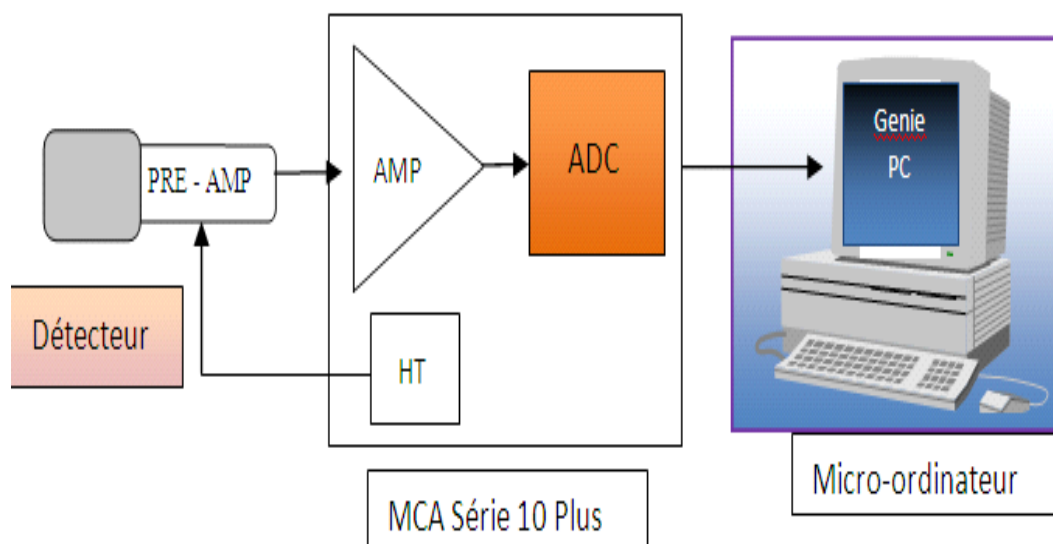 PRE - AMP
AMP
ADC
Genie
PC
Détecteur
HT
MCA Série 10 Plus
Micro-ordinateur